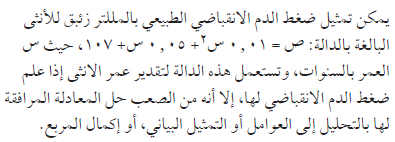 يمكن تمثيل ضغط الدم الانقباضي الطبيعي بالمللتر زئبق للأنثى
البالغة بالدالة: ص = ٠,٠١ س٢ + ٠,٠٥ س + ١٠٧، حيث س
العمر بالسنوات، وتستعمل هذه الدالة لتقدير عمر الانثى إذا علم
ضغط الدم الانقباضي لها، إلا أنه من الصعب حل المعادلة المرافقة
لها بالتحليل إلى العوامل أو التمثيل البياني، أو إكمال المربع.